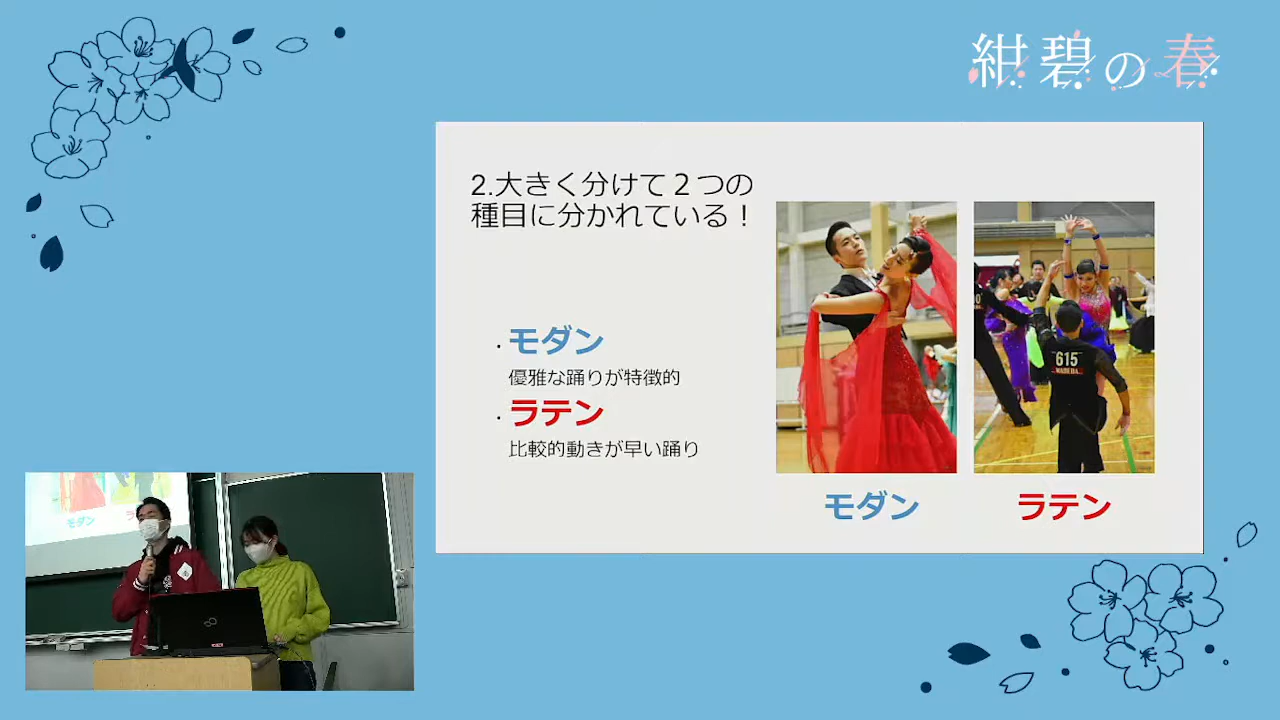 紺碧の春
2.大きく分けて２つの
種目に分かれている！
・モダン
優雅な踊りが特徴的
・ラテン
比較的動きが早い踊り
615
モダン
ラテン
モダン